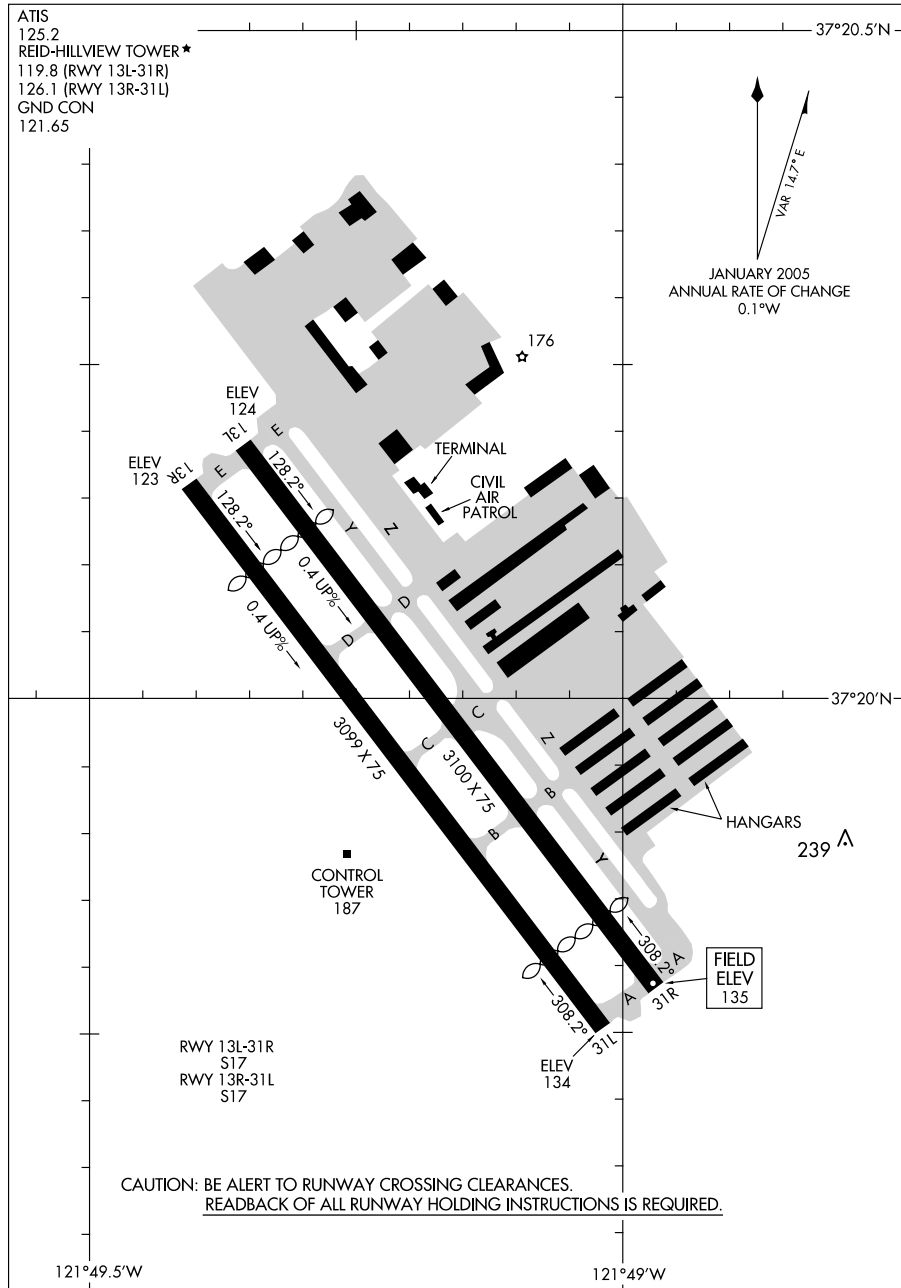 ATIS
125.2
REID-HILLVIEW TOWER★
119.8 (RWY 13L-31R)
126.1 (RWY 13R-31L)
GND CON
121.65
37°20.5'N
VAR 14.7° E
JANUARY 2005
ANNUAL RATE OF CHANGE
0.1°W
176
ELEV
124
13L
E
ELEV
123
13R
E
128.2°
128.2°
TERMINAL
CIVIL
AIR
PATROL
Y
Z
0.4 UP%
0.4 UP%
D
D
37°20'N
C
C
Z
3099 X 75
3100 X 75
B
B
HANGARS
239
Y
CONTROL
TOWER
187
308.2°
308.2°
A
A
FIELD
ELEV
135
31R
31L
ELEV
134
RWY 13L-31R
S17
RWY 13R-31L
S17
CAUTION: BE ALERT TO RUNWAY CROSSING CLEARANCES.
READBACK OF ALL RUNWAY HOLDING INSTRUCTIONS IS REQUIRED.
121°49.5'W
121°49'W